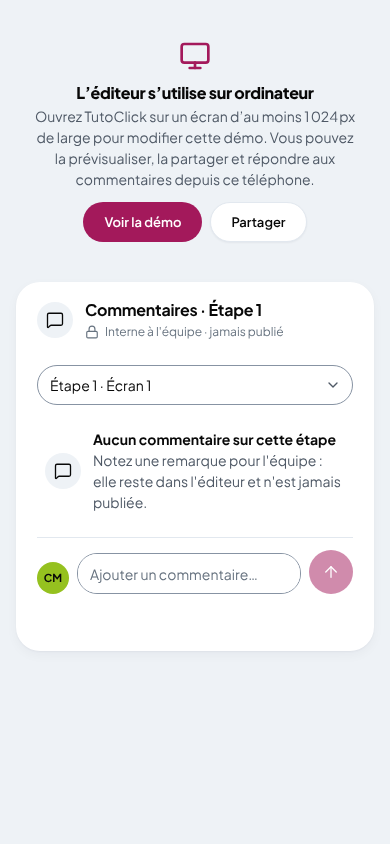 L’éditeur s’utilise sur ordinateur
Ouvrez TutoClick sur un écran d’au moins 1 024 px
de large pour modifier cette démo. Vous pouvez
la prévisualiser, la partager et répondre aux
commentaires depuis ce téléphone.
Voir la démo
Partager
Commentaires · Étape 1
Interne à l’équipe · jamais publié
Étape 1 · Écran 1
Aucun commentaire sur cette étape
Notez une remarque pour l'équipe :
elle reste dans l'éditeur et n'est jamais
publiée.
CM
Ajouter un commentaire…